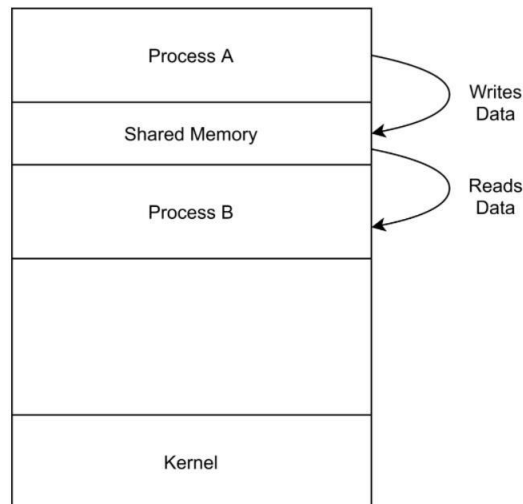 Process A
Writes
Data
Shared Memory
Reads
Data
Process B
Kernel